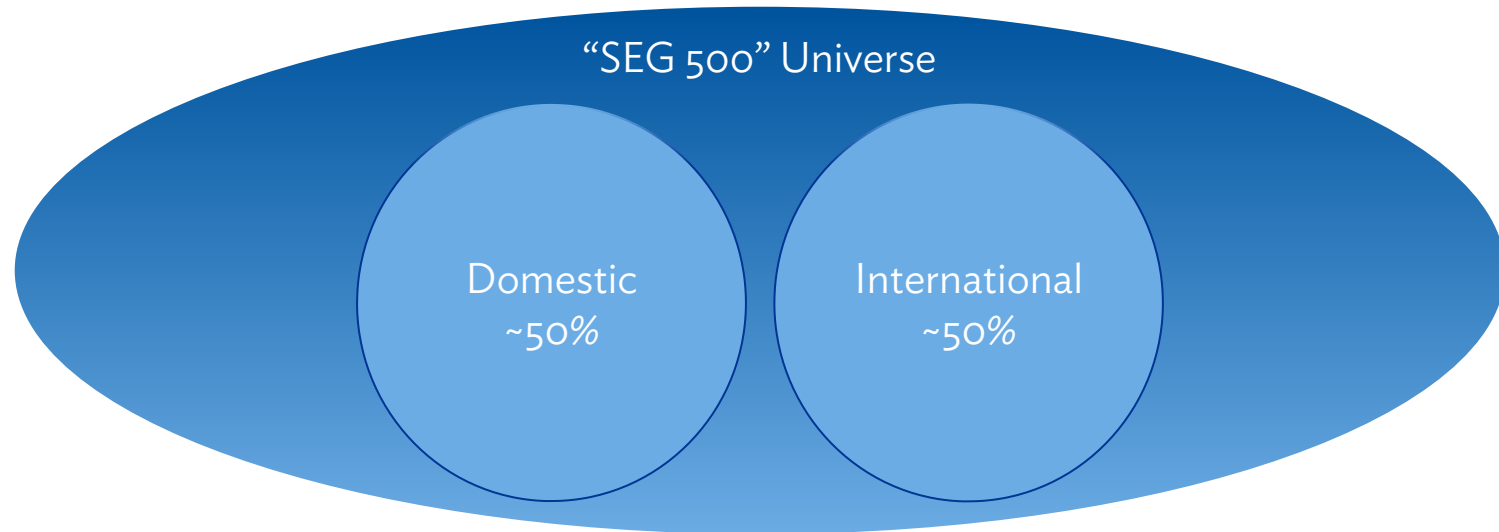 “SEG 500” Universe
Domestic
~50%
International
~50%